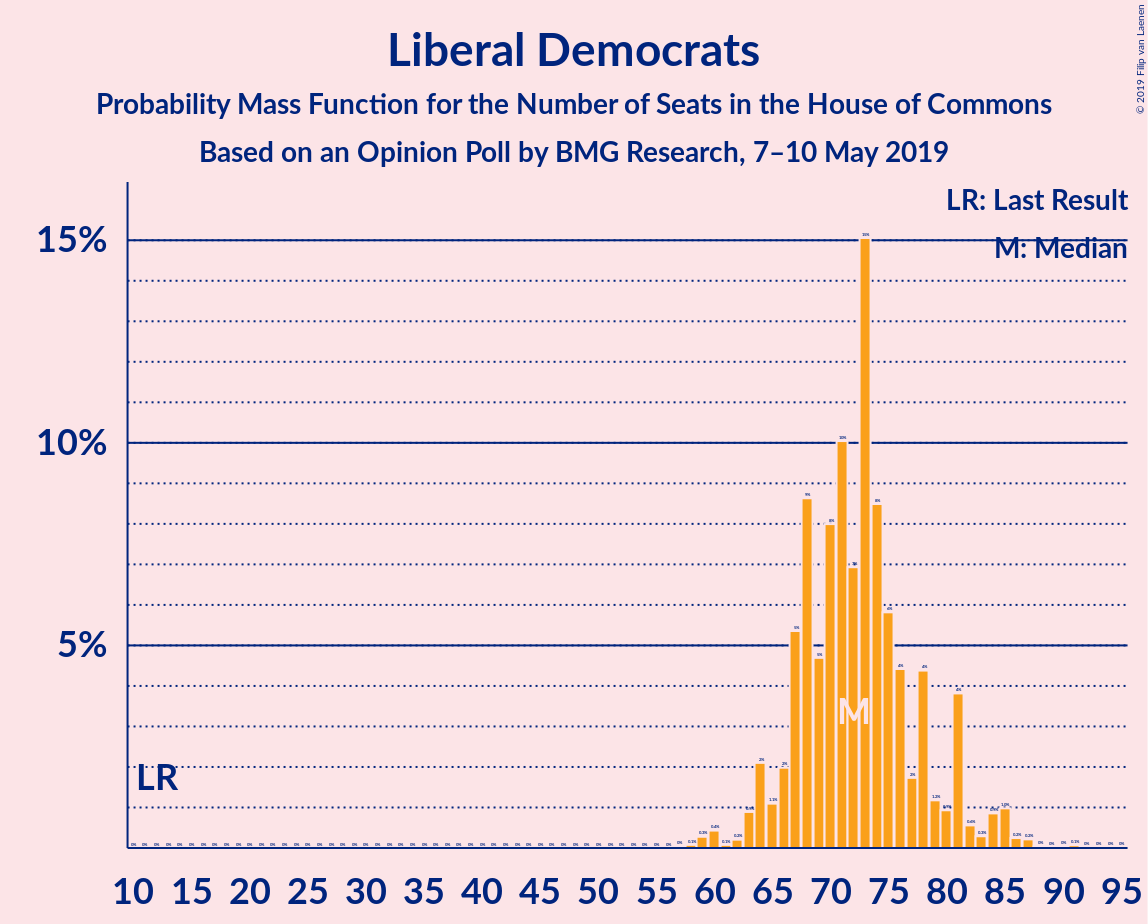 Liberal Democrats
Probability Mass Function for the Number of Seats in the House of Commons
Based on an Opinion Poll by BMG Research, 7–10 May 2019
© 2019 Filip van Laenen
LR: Last Result
M: Median
15%
10%
5%
LR
M
10 15 20 25 30 35 40 45 50 55 60 65 70 75 80 85 90 95